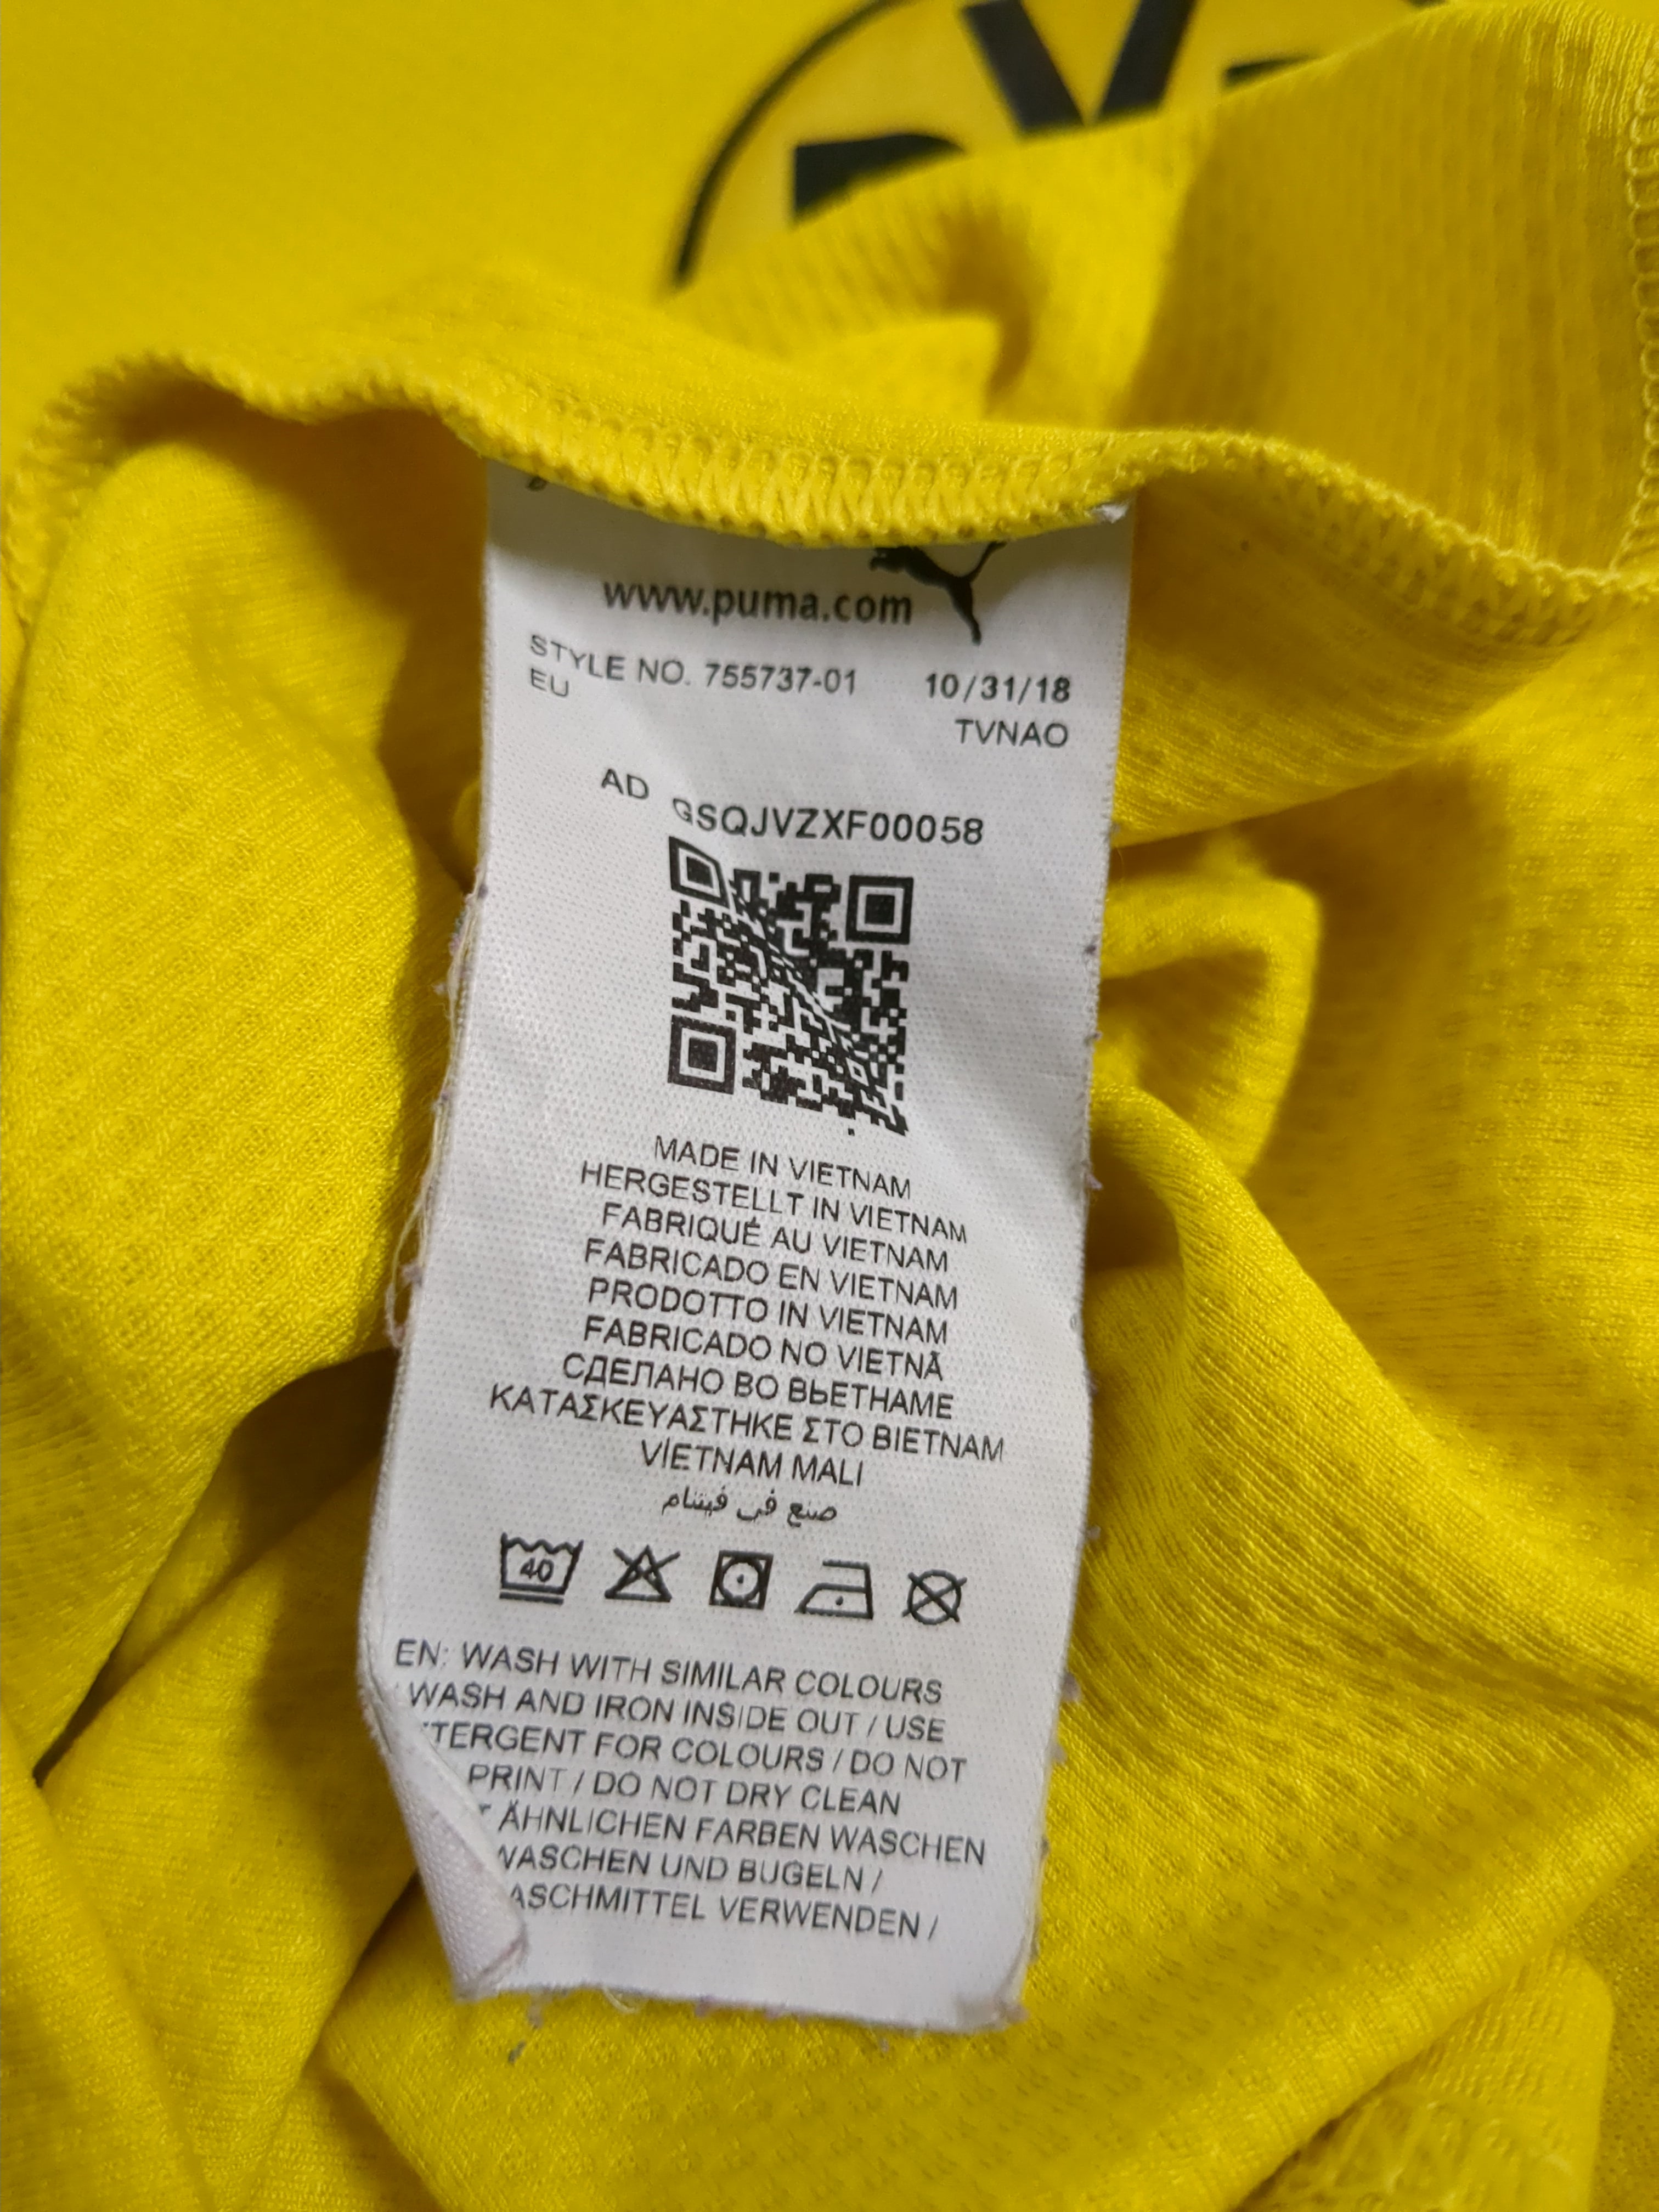 www.puma.com
STYLE NO. 755737-01 10/31/18
EU TVNAO
AD GSQJVZXF00058
MADE IN VIETNAM
HERGESTELLT IN VIETNAM
FABRIQUÉ AU VIETNAM
FABRICADO EN VIETNAM
PRODOTTO IN VIETNAM
FABRICADO NO VIETNÃ
СДЕЛАНО ВО ВЬЕТНАМЕ
ΚΑΤΑΣΚΕΥΑΣΤΗΚΕ ΣΤΟ ΒΙΕΤΝΑΜ
VİETNAM MALI
صنع في فيتنام
40
EN: WASH WITH SIMILAR COLOURS
WASH AND IRON INSIDE OUT / USE
FOR COLOURS / DO NOT
PRINT / DO NOT DRY CLEAN
ÄHNLICHEN FARBEN WASCHEN
WASCHEN UND BUGELN /
VERWENDEN /